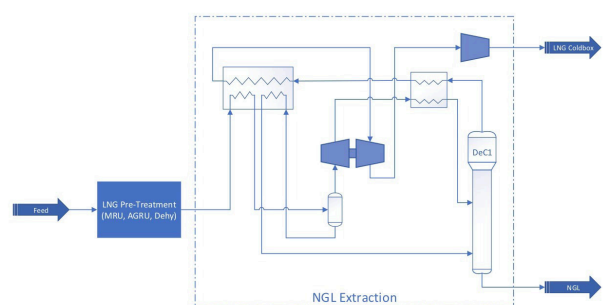 LNG Coldbox
DeC1
LNG Pre-Treatment
(MRU, AGRU, Dehy)
Feed
NGL
NGL Extraction